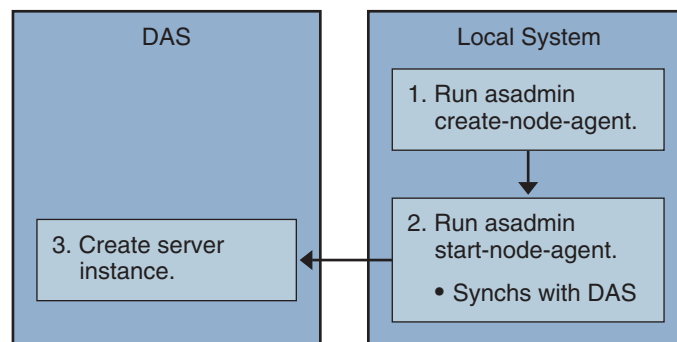 DAS
Local System
1. Run asadmin
create-node-agent.
2. Run asadmin
start-node-agent.
• Synchs with DAS
3. Create server
instance.